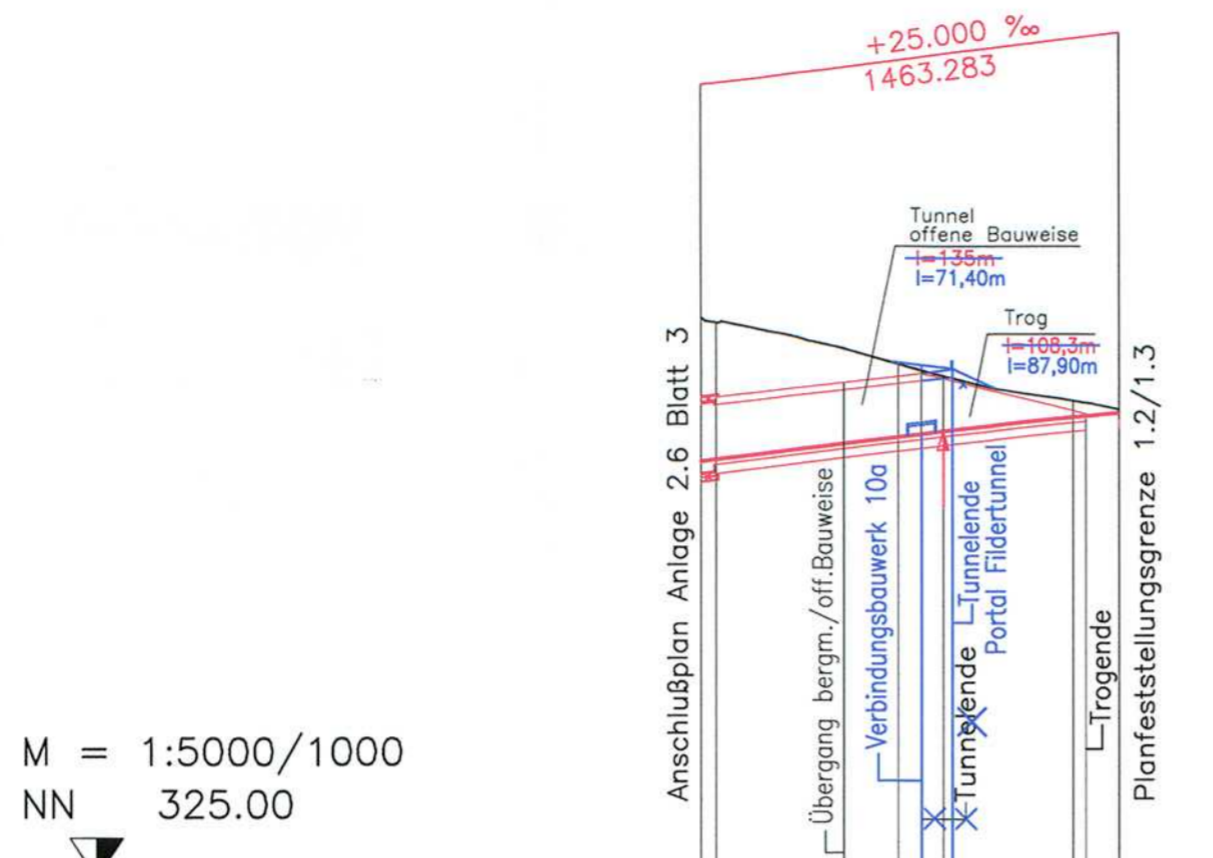 +25.000 ‰
1463.283
Tunnel
offene Bauweise
l=135m
l=71,40m
Trog
l=108,3m
l=87,90m
Anschlußplan Anlage 2.6 Blatt 3
Übergang bergm./off.Bauweise
Verbindungsbauwerk 10a
Tunnelende
Tunnelende
Portal Fildertunnel
Trogende
Planfeststellungsgrenze 1.2/1.3
M = 1:5000/1000
NN 325.00